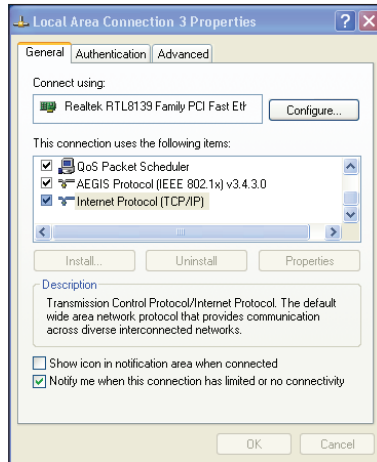 Local Area Connection 3 Properties
General Authentication Advanced
Connect using:
Realtek RTL8139 Family PCI Fast Eth
Configure...
This connection uses the following items:
QoS Packet Scheduler
AEGIS Protocol (IEEE 802.1x) v3.4.3.0
Internet Protocol (TCP/IP)
Install... Uninstall Properties
Description
Transmission Control Protocol/Internet Protocol. The default
wide area network protocol that provides communication
across diverse interconnected networks.
Show icon in notification area when connected
Notify me when this connection has limited or no connectivity
OK Cancel